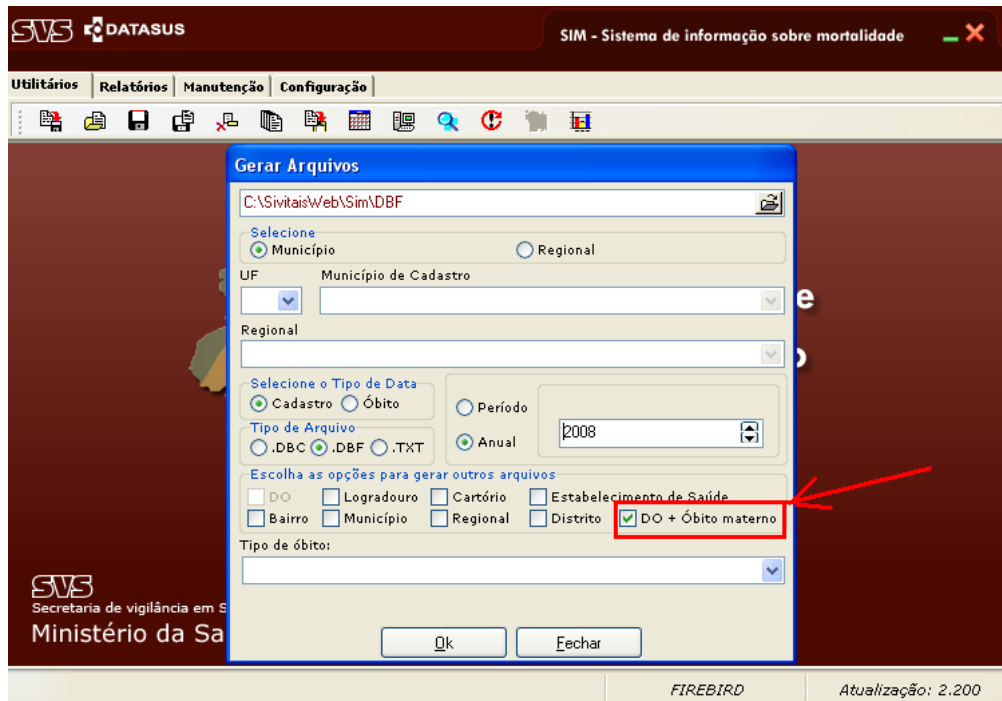 SVS DATASUS
SIM - Sistema de informação sobre mortalidade
Utilitários Relatórios Manutenção Configuração
Gerar Arquivos
C:\SivitaisWeb\Sim\DBF
Selecione
Município Regional
UF Município de Cadastro
e
Regional
o
Selecione o Tipo de Data
Cadastro Óbito
Período
Tipo de Arquivo
.DBC .DBF .TXT
Anual
2008
Escolha as opções para gerar outros arquivos
DO Logradouro Cartório Estabelecimento de Saúde
Bairro Município Regional Distrito DO + Óbito materno
Tipo de óbito:
SVS
Secretaria de vigilância em S
Ministério da Sa
Ok Fechar
FIREBIRD Atualização: 2.200